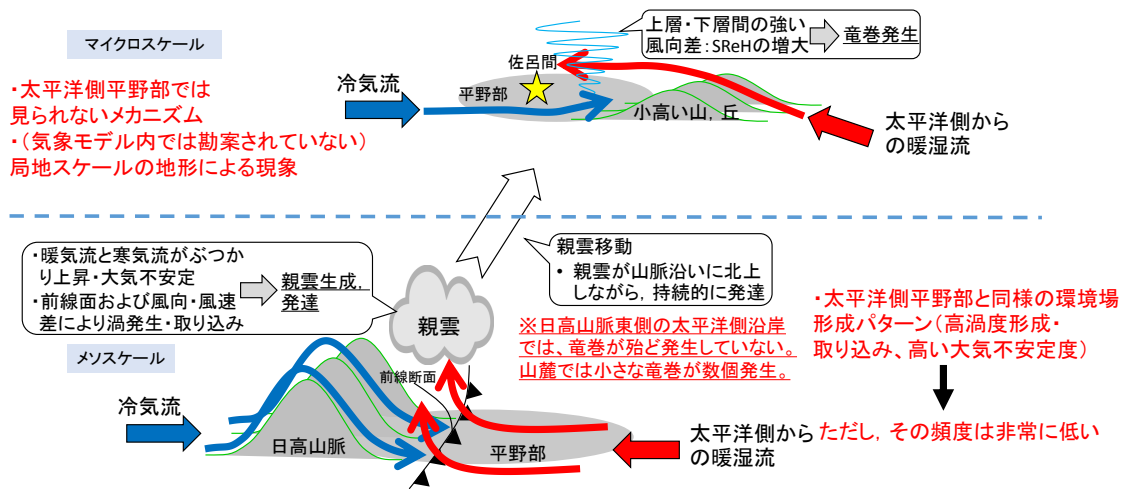 マイクロスケール
・太平洋側平野部では
見られないメカニズム
・（気象モデル内では勘案されていない）
局地スケールの地形による現象
上層・下層間の強い
風向差：SReHの増大
竜巻発生
佐呂間
冷気流
平野部
小高い山，丘
太平洋側から
の暖湿流
・暖気流と寒気流がぶつか
り上昇・大気不安定
・前線面および風向・風速
差により渦発生・取り込み
親雲生成，
発達
親雲
親雲移動
• 親雲が山脈沿いに北上
しながら，持続的に発達
※日高山脈東側の太平洋側沿岸
では、竜巻が殆ど発生していない。
山麓では小さな竜巻が数個発生。
・太平洋側平野部と同様の環境場
形成パターン（高渦度形成・
取り込み、高い大気不安定度）
ただし，その頻度は非常に低い
メソスケール
前線断面
冷気流
日高山脈
平野部
太平洋側から
の暖湿流